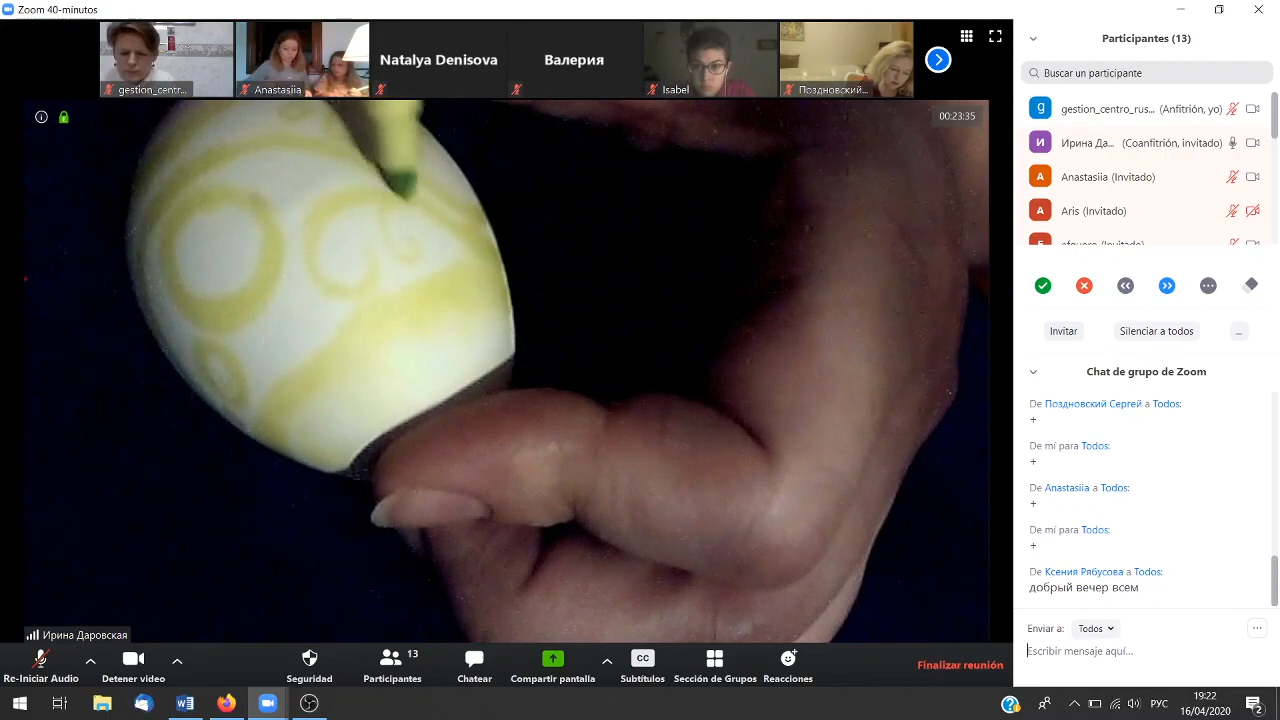 Zoom 40-minutos
gestion_centr...
Anastasiia
Natalya Denisova
Валерия
Isabel
Поздновский...
00:23:35
Ирина Даровская
Participantes (13)
Buscar un participante
g gestion_centro_rus... (Anfitrión, yo)
И Ирина Да... (Coanfitrión, invitado)
A Anastasiia (Invitado)
A Aris (Invitado)
Invitar
Silenciar a todos
...
Chat de grupo de Zoom
De Поздновский Сергей a Todos:
+
De mí para Todos:
+
De Anastasiia a Todos:
+
De mí para Todos:
+
De Ксения Рябусова a Todos:
добрый вечер всем
Enviar a: Todos
Escribir mensaje aquí...
Re-Iniciar Audio
Detener video
Seguridad
13
Participantes
Chatear
Compartir pantalla
CC
Subtítulos
Sección de Grupos
Reacciones
Finalizar reunión
РУС
19:22
16/04/2020
2